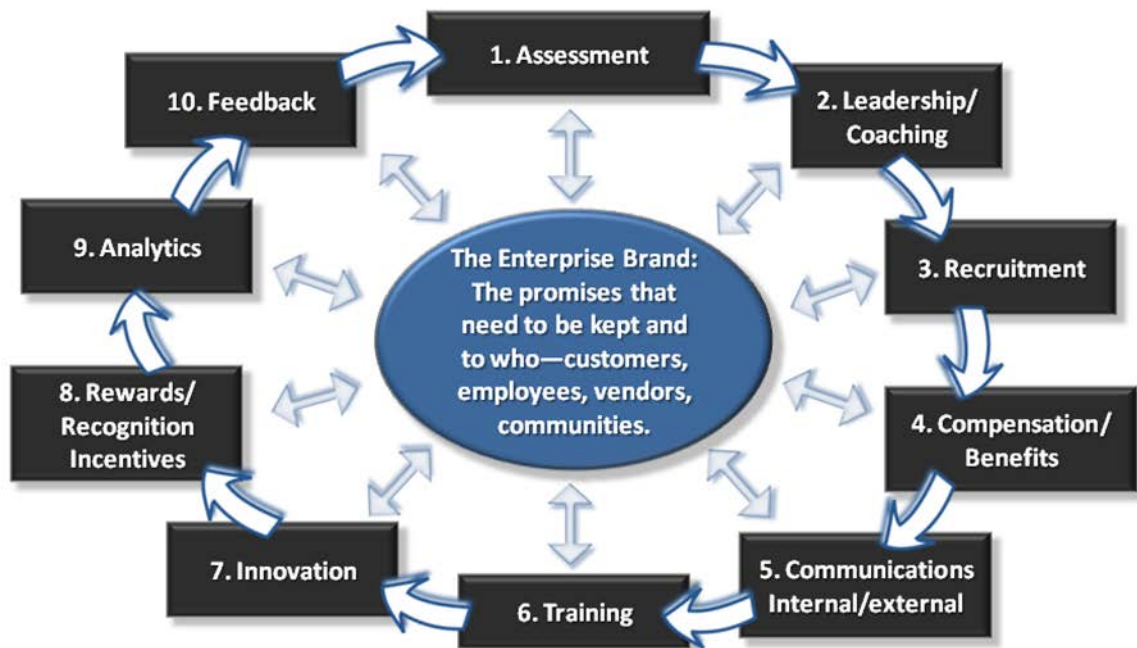 1. Assessment
2. Leadership/
Coaching
3. Recruitment
4. Compensation/
Benefits
5. Communications
Internal/external
6. Training
7. Innovation
8. Rewards/
Recognition
Incentives
9. Analytics
10. Feedback
The Enterprise Brand:
The promises that
need to be kept and
to who—customers,
employees, vendors,
communities.